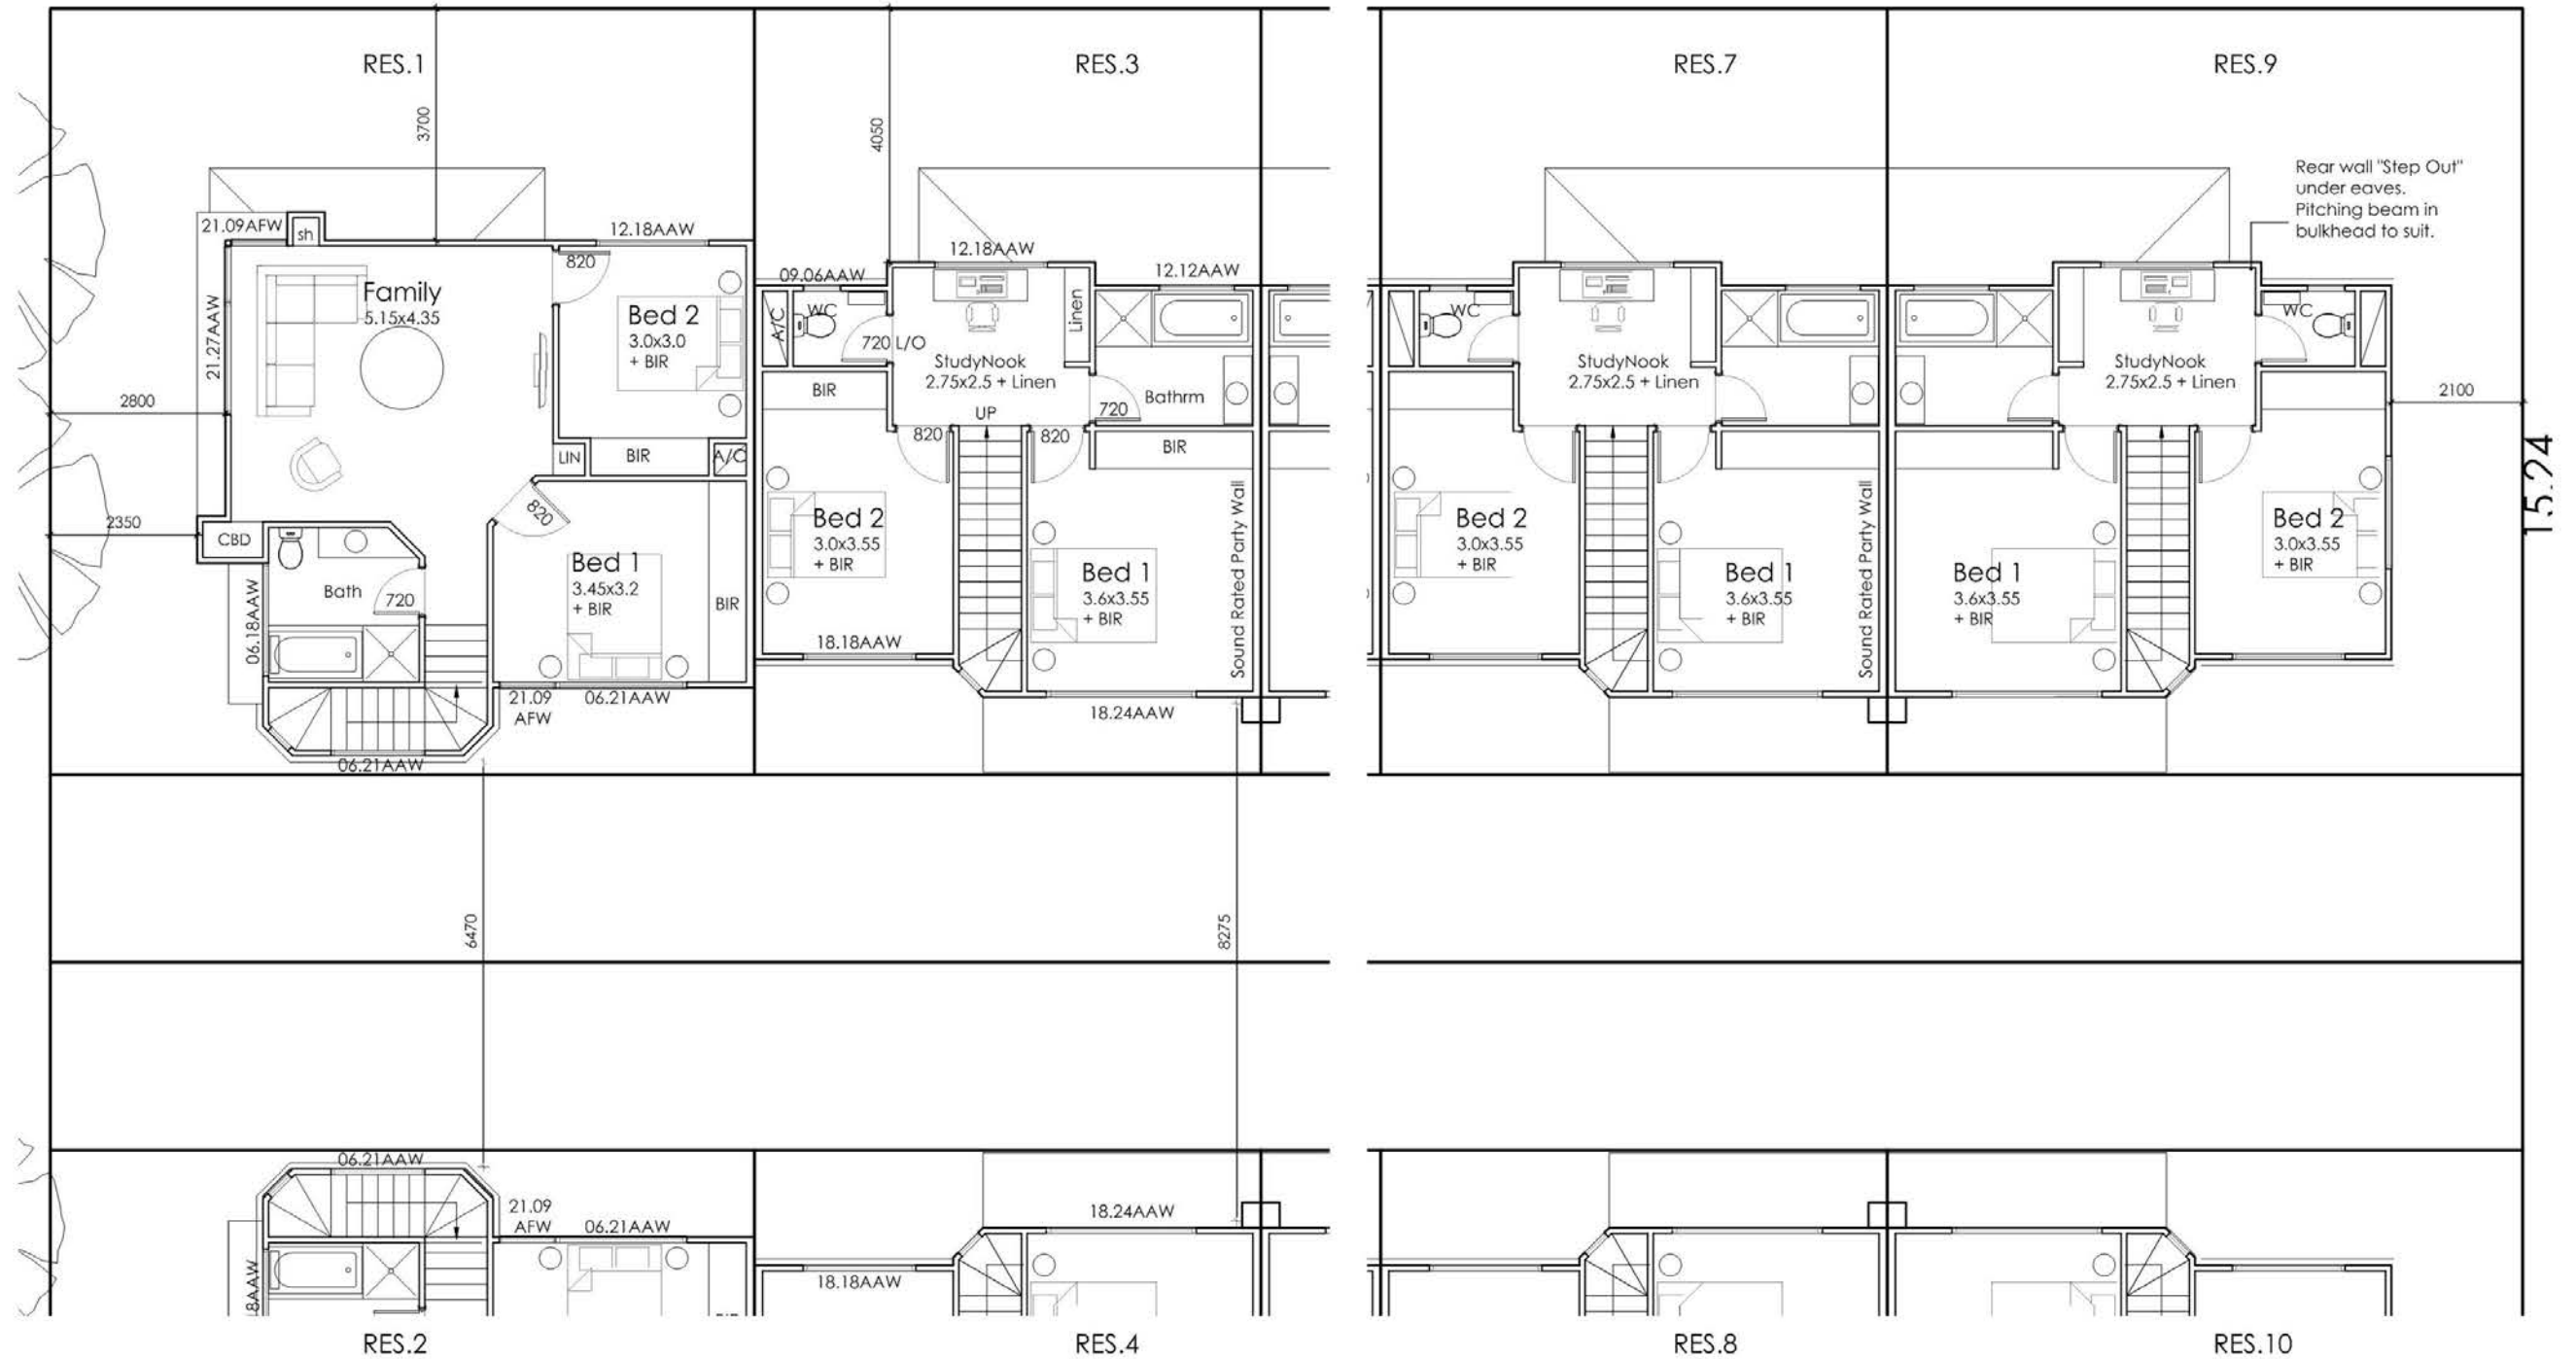 RES.1
RES.3
RES.7
RES.9
3700
4050
Rear wall "Step Out"
under eaves.
Pitching beam in
bulkhead to suit.
21.09AFW
sh
12.18AAW
820
Family
5.15x4.35
21.27AAW
Bed 2
3.0x3.0
+ BIR
2800
LIN
BIR
A/C
2350
CBD
820
Bath
720
06.18AAW
Bed 1
3.45x3.2
+ BIR
BIR
21.09
AFW
06.21AAW
06.21AAW
09.06AAW
12.18AAW
12.12AAW
A/C
WC
720 L/O
Linen
StudyNook
2.75x2.5 + Linen
BIR
UP
Bathrm
720
820
820
BIR
Bed 2
3.0x3.55
+ BIR
Bed 1
3.6x3.55
+ BIR
Sound Rated Party Wall
18.18AAW
18.24AAW
WC
StudyNook
2.75x2.5 + Linen
Bed 2
3.0x3.55
+ BIR
Bed 1
3.6x3.55
+ BIR
Sound Rated Party Wall
StudyNook
2.75x2.5 + Linen
WC
Bed 1
3.6x3.55
+ BIR
Bed 2
3.0x3.55
+ BIR
2100
15.24
6470
8275
06.21AAW
21.09
AFW
06.21AAW
18.18AAW
18.24AAW
8AAW
RES.2
RES.4
RES.8
RES.10